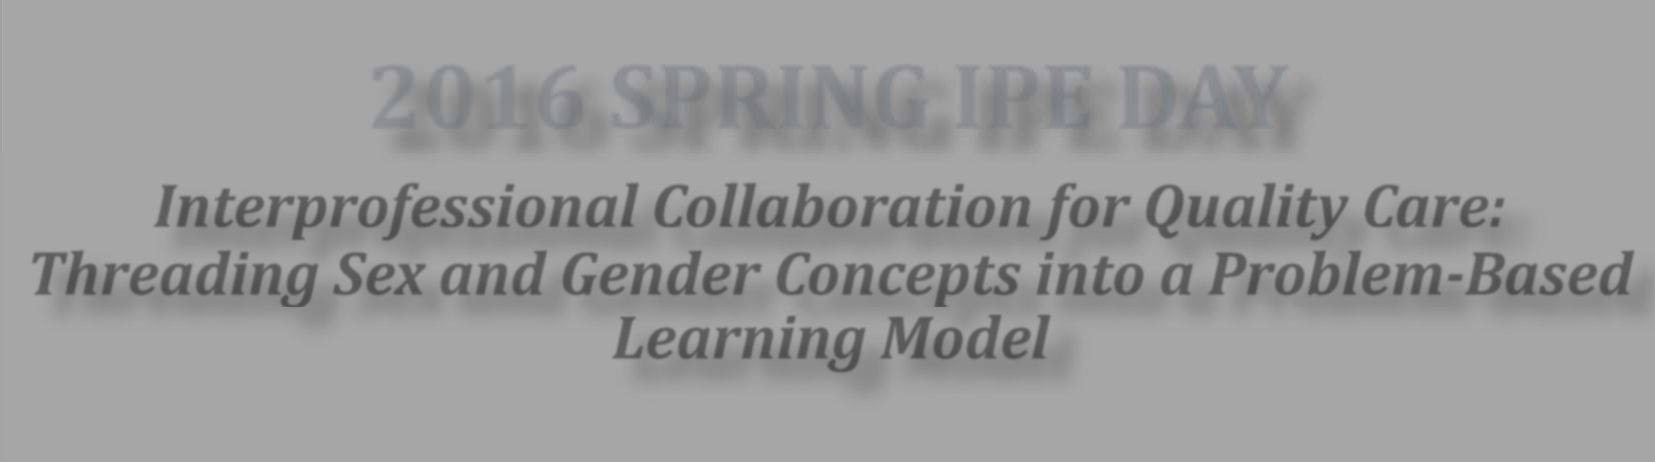 2016 SPRING IPE DAY
Interprofessional Collaboration for Quality Care:
Threading Sex and Gender Concepts into a Problem-Based
Learning Model